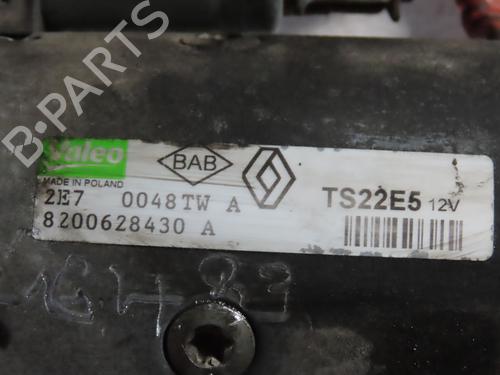 B-PARTS
Valeo
BAB
MADE IN POLAND
2E7 0048TW A
TS22E5 12V
8200628430 A